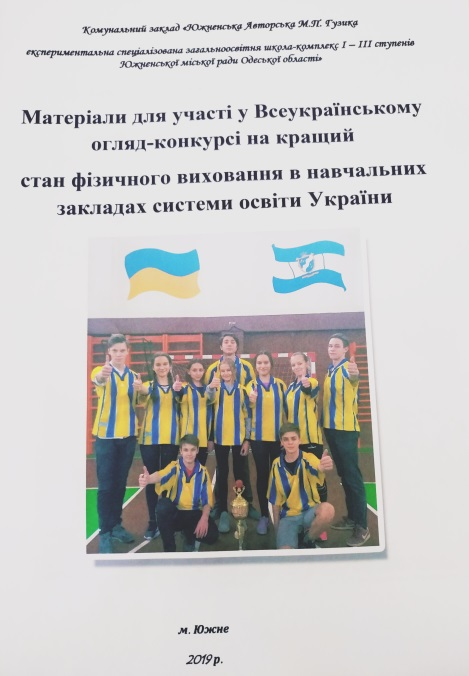 Комунальний заклад «Южненська Авторська М.П. Гузика
експериментальна спеціалізована загальноосвітня школа-комплекс І – ІІІ ступенів
Южненської міської ради Одеської області»
Матеріали для участі у Всеукраїнському
огляд-конкурсі на кращий
стан фізичного виховання в навчальних
закладах системи освіти України
м. Южне
2019 р.